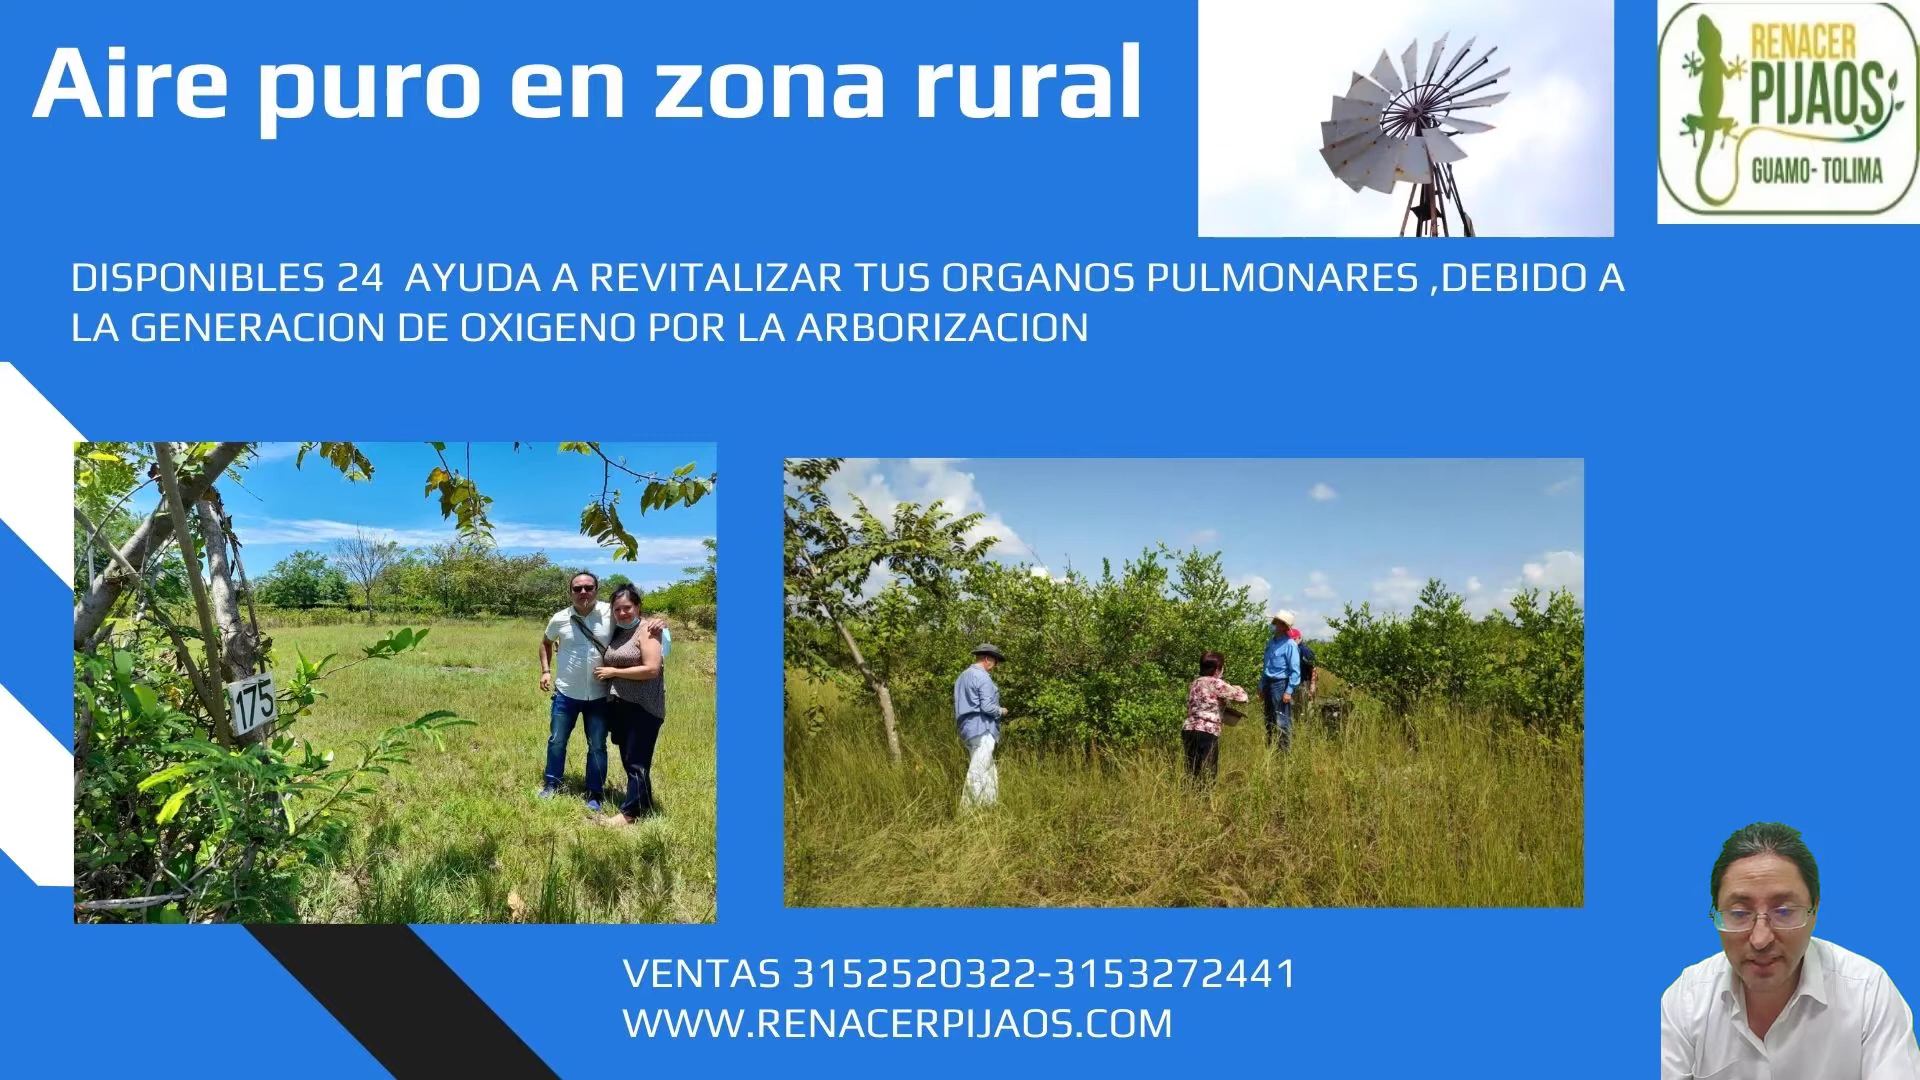 Aire puro en zona rural
RENACER
PIJAOS
GUAMO- TOLIMA
DISPONIBLES 24 AYUDA A REVITALIZAR TUS ORGANOS PULMONARES ,DEBIDO A
LA GENERACION DE OXIGENO POR LA ARBORIZACION
175
VENTAS 3152520322-3153272441
WWW.RENACERPIJAOS.COM